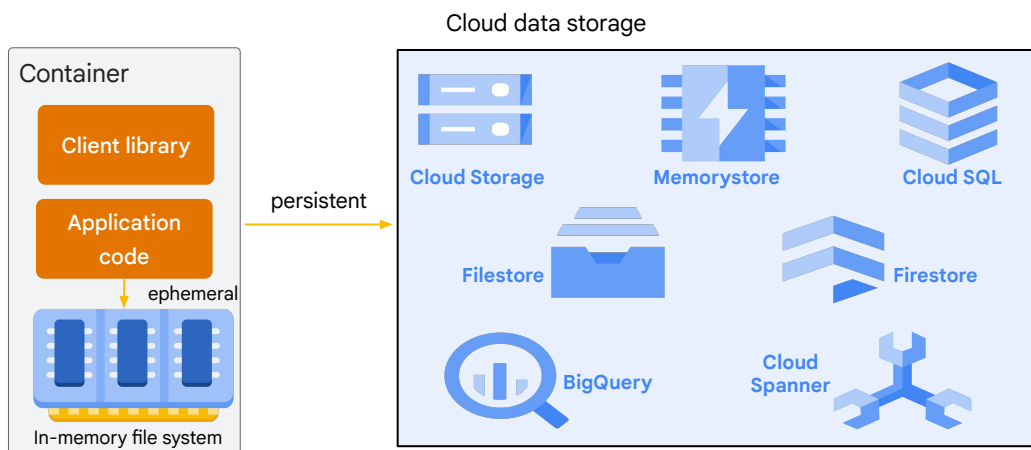 Cloud data storage
Container
Client library
Application
code
ephemeral
In-memory file system
persistent
Cloud Storage
Memorystore
Cloud SQL
Filestore
Firestore
BigQuery
Cloud
Spanner